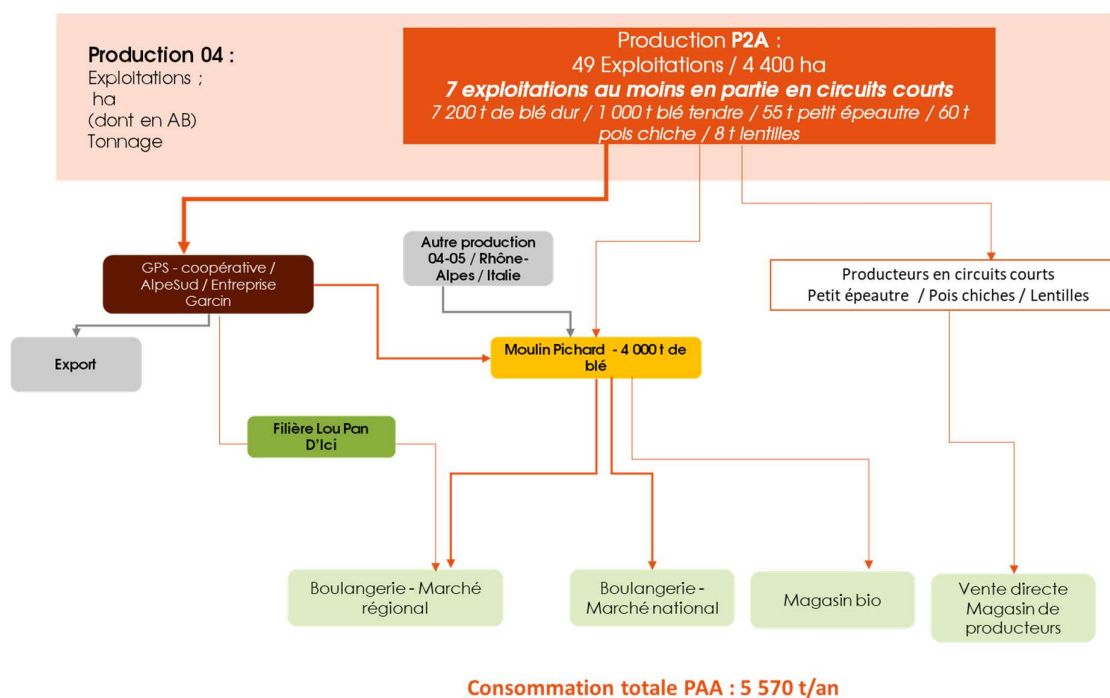 Production 04 :
Exploitations ;
ha
(dont en AB)
Tonnage
Production P2A :
49 Exploitations / 4 400 ha
7 exploitations au moins en partie en circuits courts
7 200 t de blé dur / 1 000 t blé tendre / 55 t petit épeautre / 60 t
pois chiche / 8 t lentilles
GPS - coopérative /
AlpeSud / Entreprise
Garcin
Autre production
04-05 / Rhône-
Alpes / Italie
Producteurs en circuits courts
Petit épeautre / Pois chiches / Lentilles
Export
Moulin Pichard - 4 000 t de
blé
Filière Lou Pan
D'Ici
Boulangerie - Marché
régional
Boulangerie -
Marché national
Magasin bio
Vente directe
Magasin de
producteurs
Consommation totale PAA : 5 570 t/an